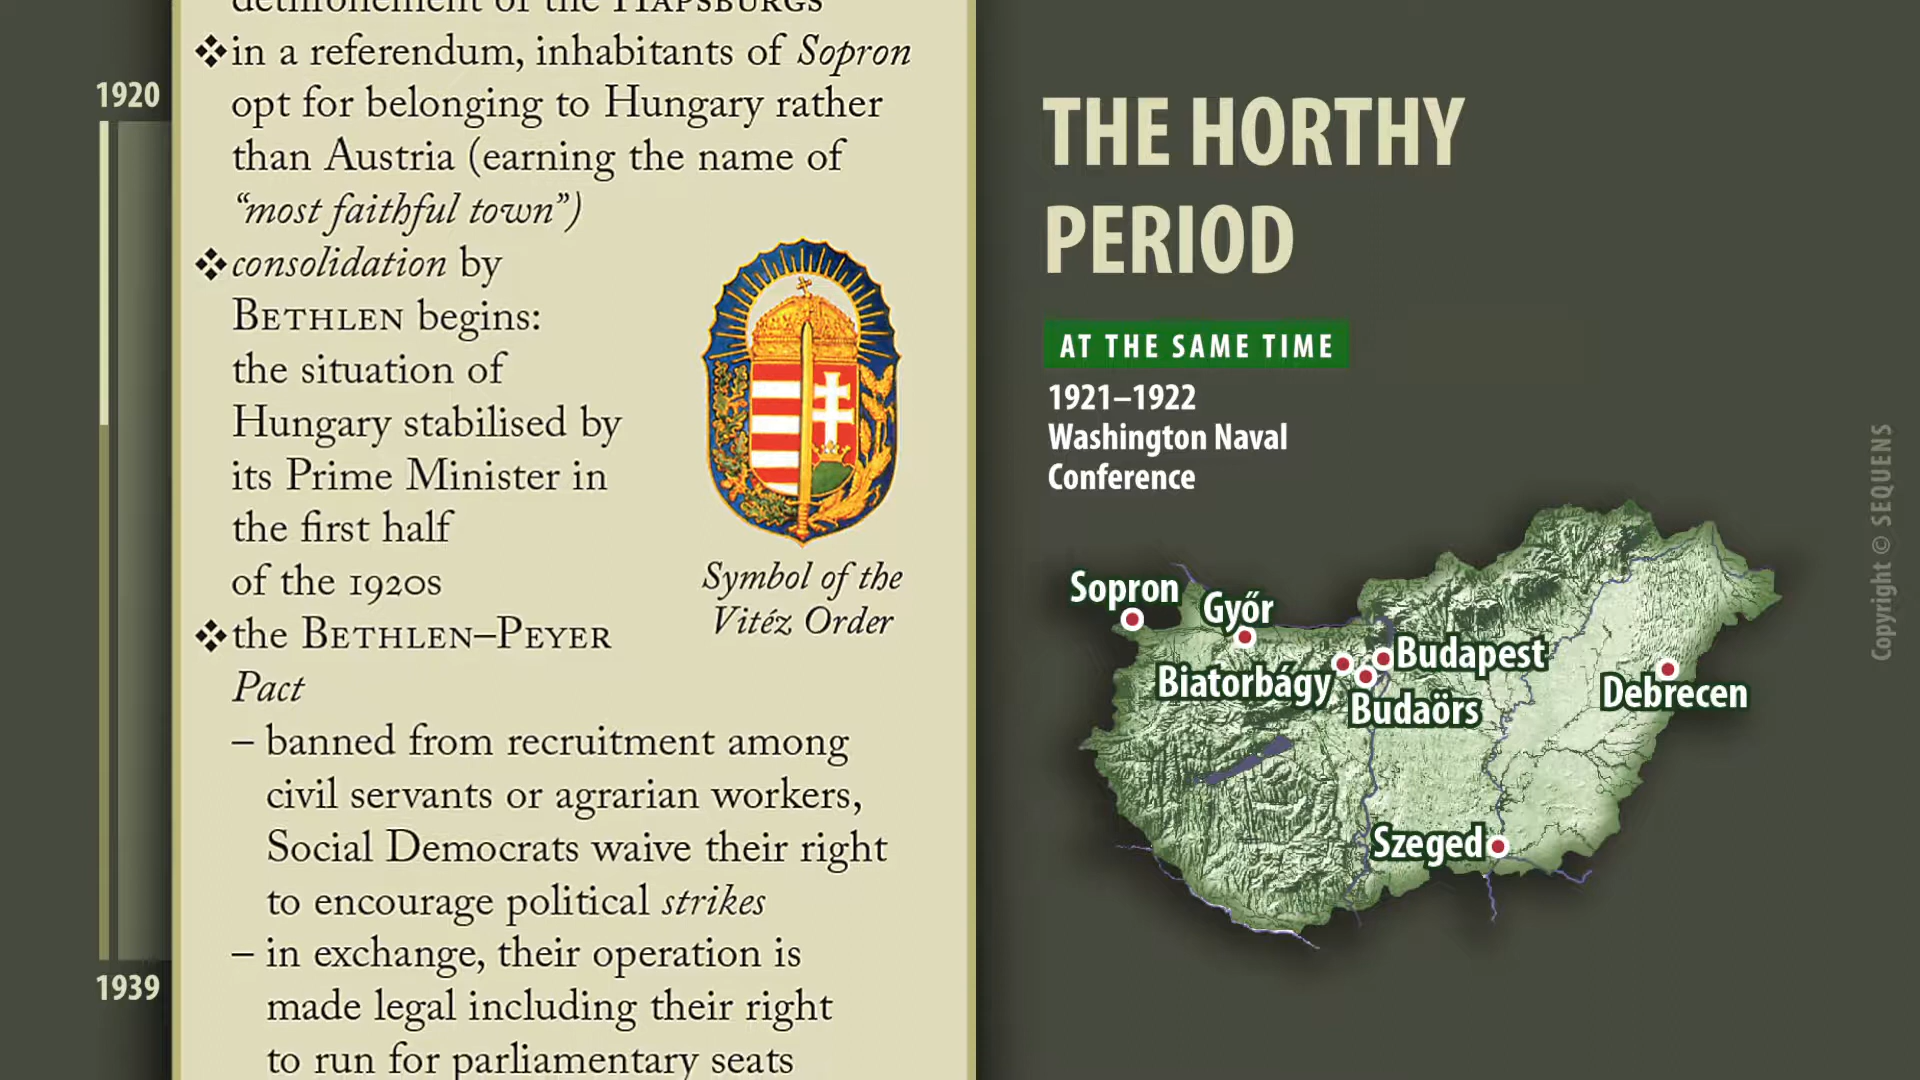 dethronement of the HAPSBURGS
❖ in a referendum, inhabitants of Sopron
opt for belonging to Hungary rather
than Austria (earning the name of
“most faithful town”)
❖ consolidation by
BETHLEN begins:
the situation of
Hungary stabilised by
its Prime Minister in
the first half
of the 1920s
❖ the BETHLEN–PEYER
Pact
– banned from recruitment among
civil servants or agrarian workers,
Social Democrats waive their right
to encourage political strikes
– in exchange, their operation is
made legal including their right
to run for parliamentary seats
Symbol of the
Vitéz Order
1920
1939
THE HORTHY
PERIOD
AT THE SAME TIME
1921–1922
Washington Naval
Conference
Sopron
Győr
Budapest
Biatorbágy
Budaörs
Debrecen
Szeged
Copyright © SEQUENS